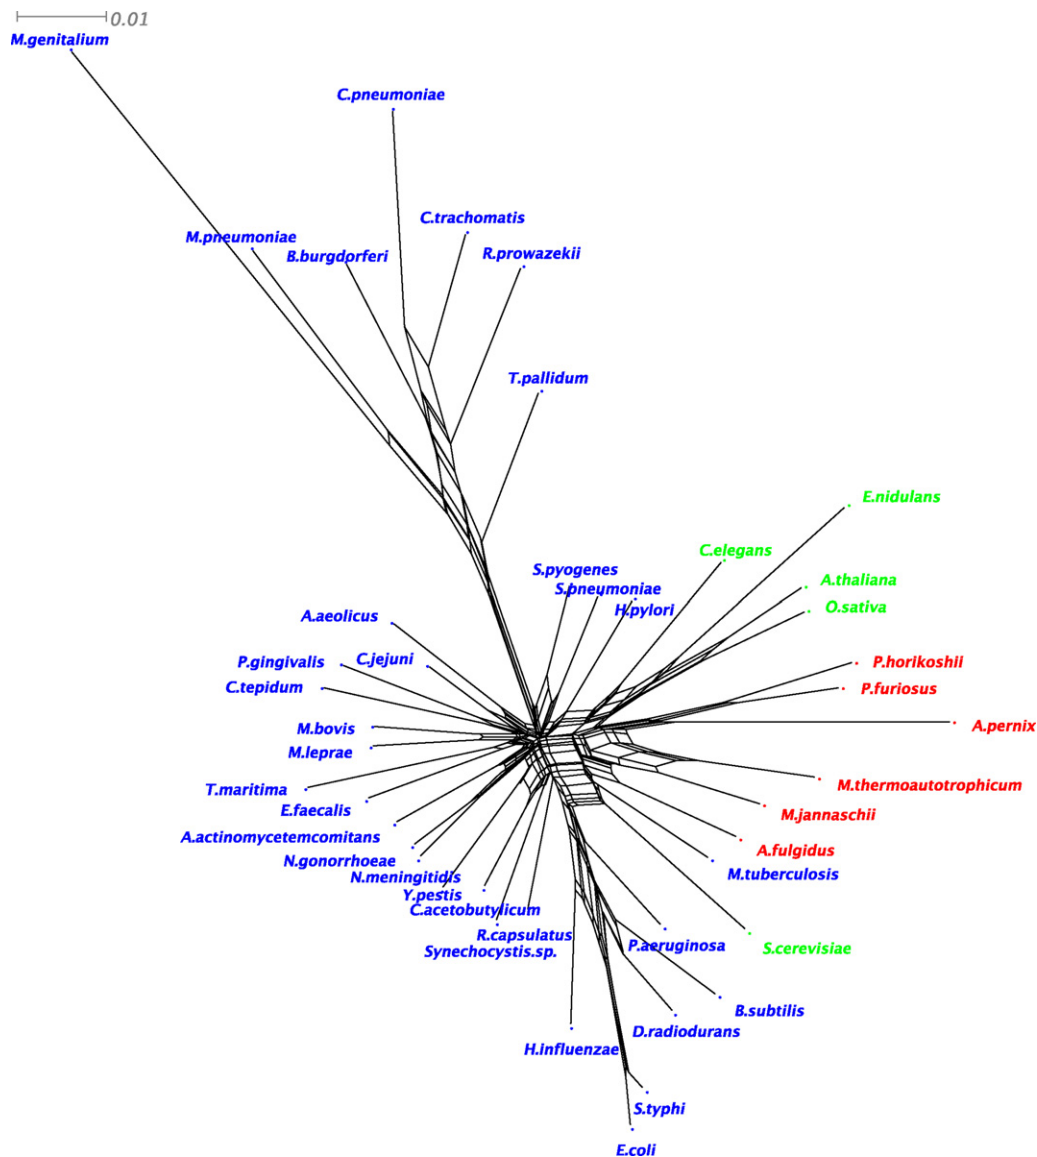 0.01
M.genitalium
C.pneumoniae
C.trachomatis
M.pneumoniae
B.burgdorferi
R.prowazekii
T.pallidum
E.nidulans
C.elegans
S.pyogenes
A.thaliana
S.pneumoniae
O.sativa
H.pylori
A.aeolicus
P.gingivalis
C.jejuni
P.horikoshii
C.tepidum
P.furiosus
M.bovis
A.pernix
M.leprae
T.maritima
M.thermoautotrophicum
E.faecalis
M.jannaschii
A.actinomycetemcomitans
A.fulgidus
N.gonorrhoeae
M.tuberculosis
N.meningitidis
Y.pestis
C.acetobutylicum
R.capsulatus
P.aeruginosa
S.cerevisiae
Synechocystis.sp.
B.subtilis
D.radiodurans
H.influenzae
S.typhi
E.coli